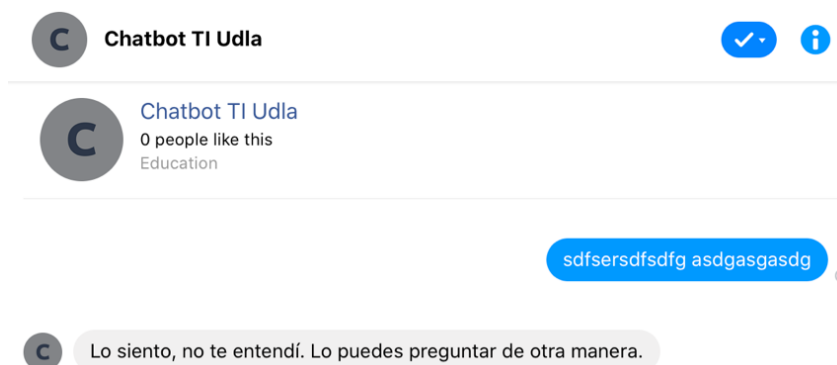 C Chatbot TI Udla
C
Chatbot TI Udla
0 people like this
Education
sdfsersdfsdfg asdgasgasdg
C Lo siento, no te entendí. Lo puedes preguntar de otra manera.